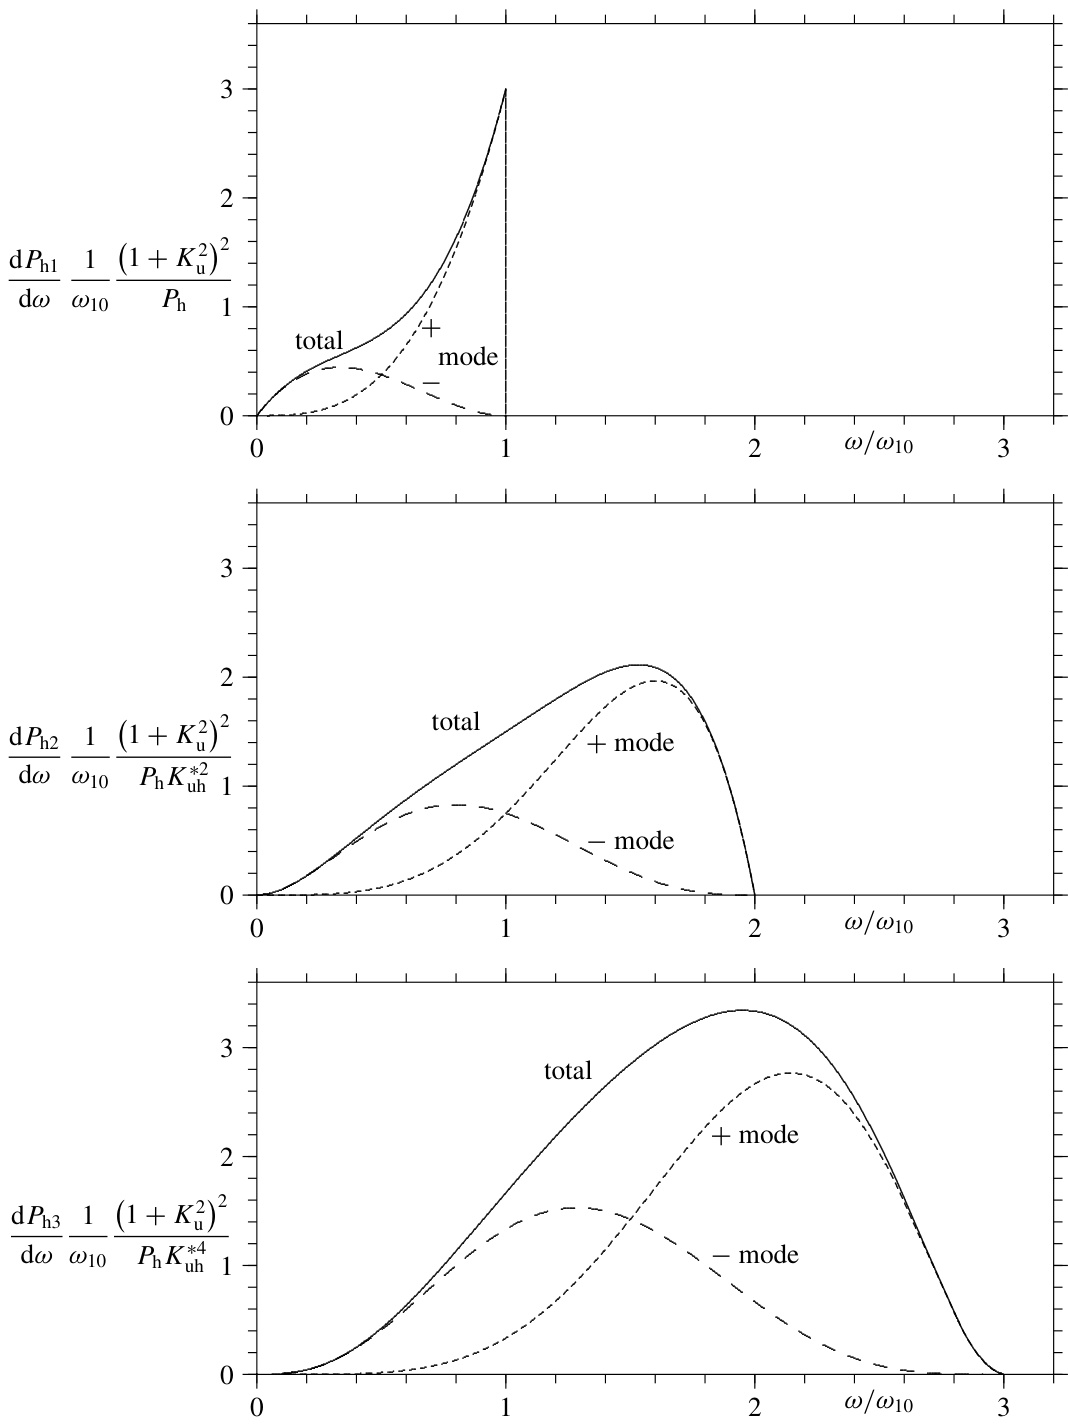 3
2
1
0
dP_h1/dω 1/ω_10 (1 + K_u^2)^2/P_h
total
+
mode
−
0 1 2 3
ω/ω_10
3
2
1
0
dP_h2/dω 1/ω_10 (1 + K_u^2)^2/P_h K_uh^*2
total
+ mode
− mode
0 1 2 3
ω/ω_10
3
2
1
0
dP_h3/dω 1/ω_10 (1 + K_u^2)^2/P_h K_uh^*4
total
+ mode
− mode
0 1 2 3
ω/ω_10